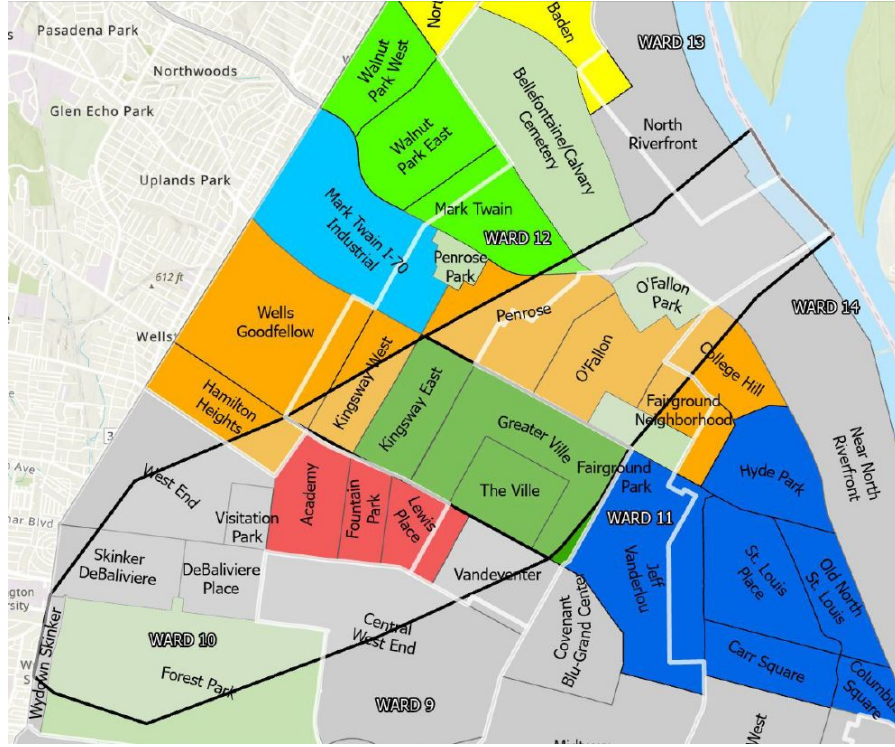 Pasadena Park
Northwoods
Glen Echo Park
Uplands Park
612 ft
Baden
WARD 13
Walnut
Park West
Walnut
Park East
Bellefontaine/Calvary
Cemetery
North
Riverfront
Mark Twain I-70
Industrial
Mark Twain
WARD 12
Penrose
Park
Penrose
O'Fallon
Park
O'Fallon
WARD 14
Wells
Goodfellow
Hamilton
Heights
Kingsway West
Kingsway East
Greater Ville
The Ville
Fairground
Neighborhood
College Hill
Fairground
Park
Hyde Park
Near North
Riverfront
West End
Visitation
Park
Academy
Fountain
Park
Lewis
Place
Vandeventer
WARD 11
Jeff
Vanderlou
St. Louis
Place
Old North
St. Louis
Skinker
DeBaliviere
DeBaliviere
Place
Central
West End
Covenant
Blu-Grand Center
Carr Square
Columbus
Square
WARD 10
Forest Park
Wydown Skinker
WARD 9
West